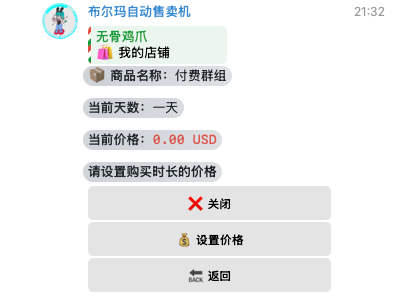 布尔玛自动售卖机 21:32
无骨鸡爪
🛍️ 我的店铺
📦 商品名称：付费群组
当前天数：一天
当前价格：0.00 USD
请设置购买时长的价格
❌ 关闭
💰 设置价格
🔙 返回